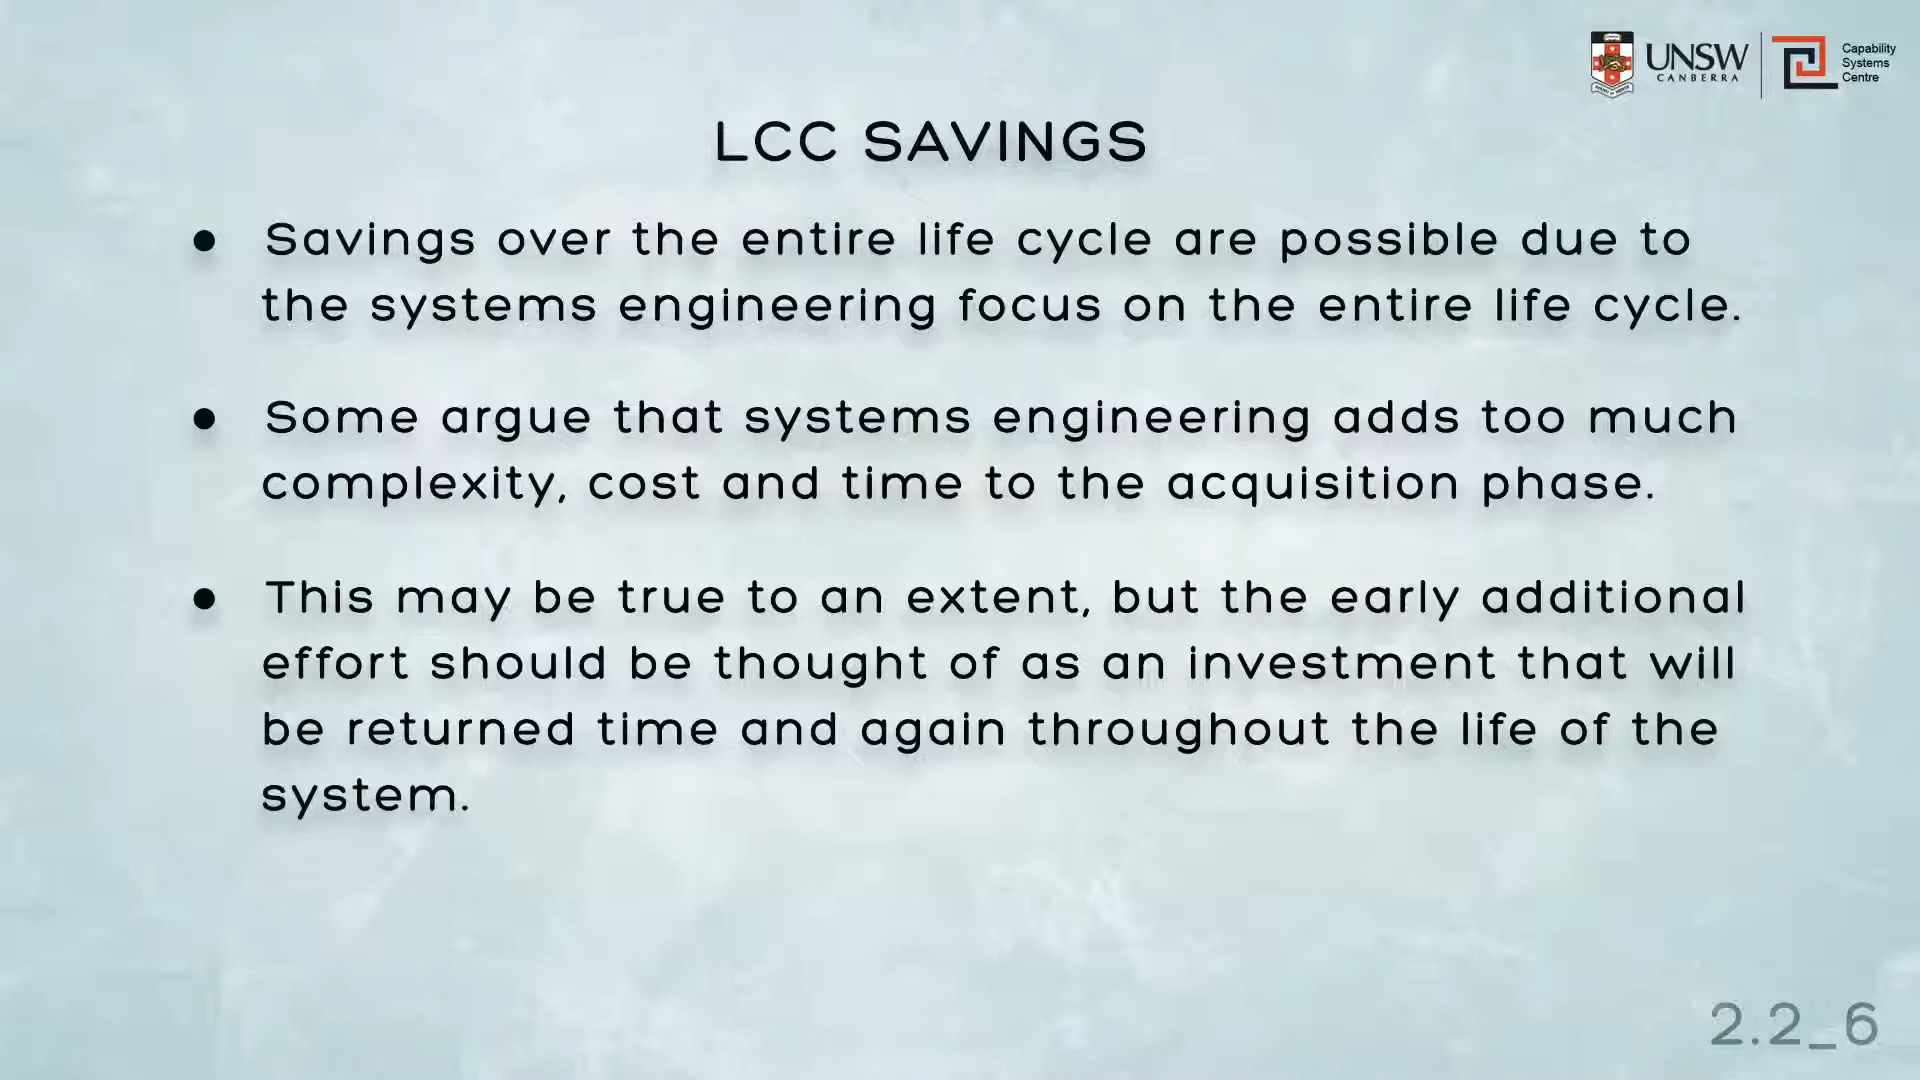 UNSW
CANBERRA
Capability
Systems
Centre
LCC SAVINGS
● Savings over the entire life cycle are possible due to
the systems engineering focus on the entire life cycle.
● Some argue that systems engineering adds too much
complexity, cost and time to the acquisition phase.
● This may be true to an extent, but the early additional
effort should be thought of as an investment that will
be returned time and again throughout the life of the
system.
2.2_6